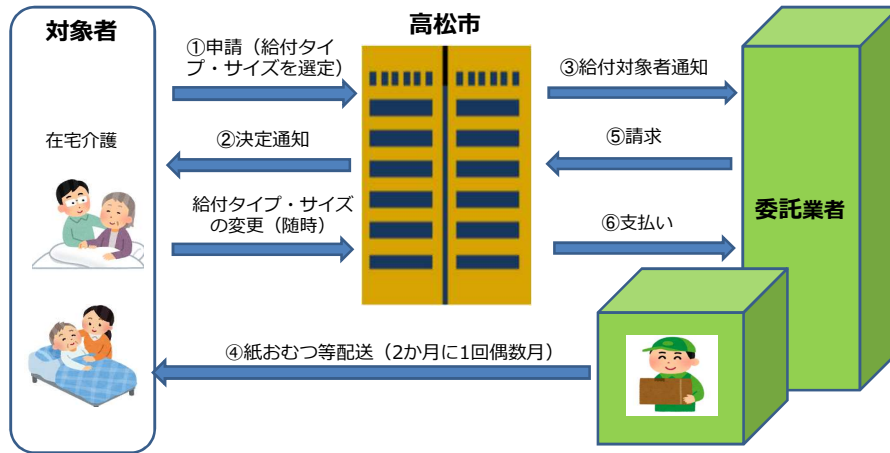 対象者
高松市
①申請（給付タイ
プ・サイズを選定）
③給付対象者通知
在宅介護
②決定通知
⑤請求
給付タイプ・サイズ
の変更（随時）
⑥支払い
委託業者
④紙おむつ等配送（2か月に1回偶数月）